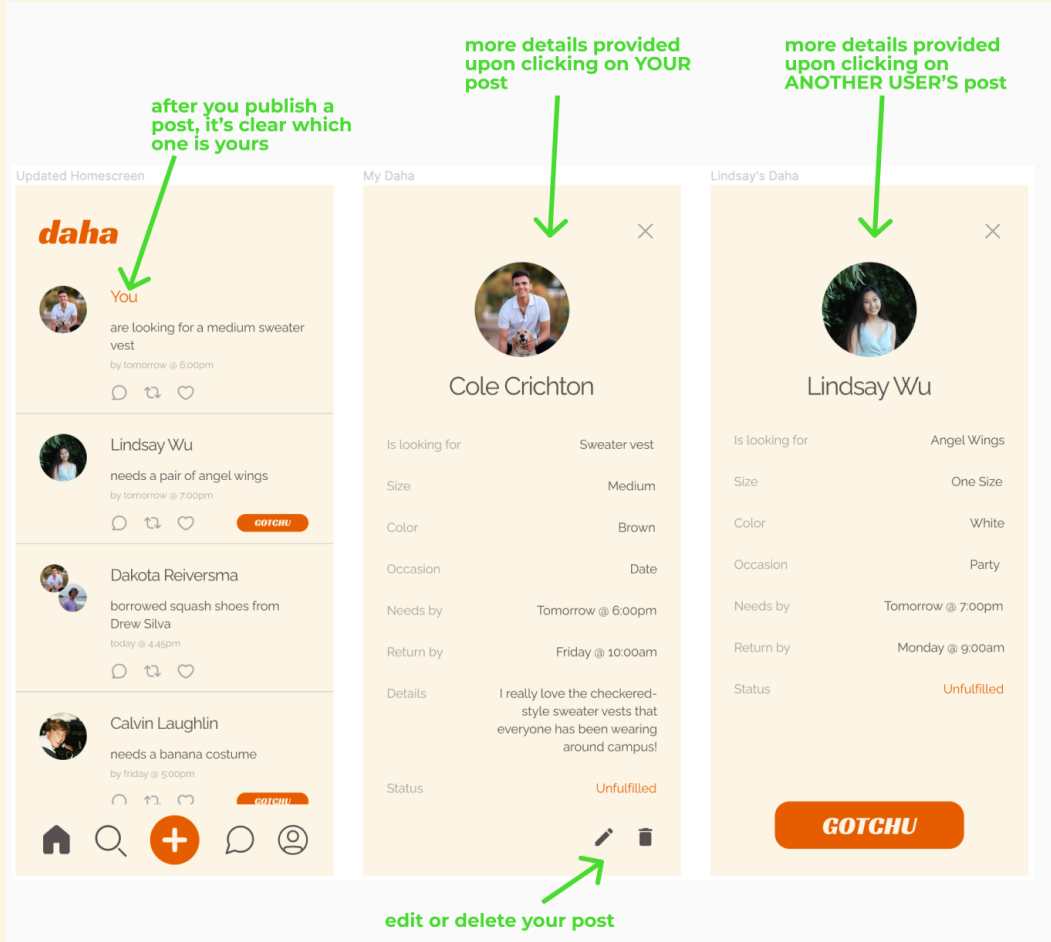 more details provided
upon clicking on YOUR
post
more details provided
upon clicking on
ANOTHER USER'S post
after you publish a
post, it's clear which
one is yours
Updated Homescreen
daha
You
are looking for a medium sweater
vest
by tomorrow @ 6:00pm
Lindsay Wu
needs a pair of angel wings
by tomorrow @ 7:00pm
GOTCHU
Dakota Reiversma
borrowed squash shoes from
Drew Silva
today @ 4:45pm
Calvin Laughlin
needs a banana costume
by friday @ 5:00pm
GOTCHU
My Daha
Cole Crichton
Is looking for Sweater vest
Size Medium
Color Brown
Occasion Date
Needs by Tomorrow @ 6:00pm
Return by Friday @ 10:00am
Details I really love the checkered-
style sweater vests that
everyone has been wearing
around campus!
Status Unfulfilled
edit or delete your post
Lindsay's Daha
Lindsay Wu
Is looking for Angel Wings
Size One Size
Color White
Occasion Party
Needs by Tomorrow @ 7:00pm
Return by Monday @ 9:00am
Status Unfulfilled
GOTCHU